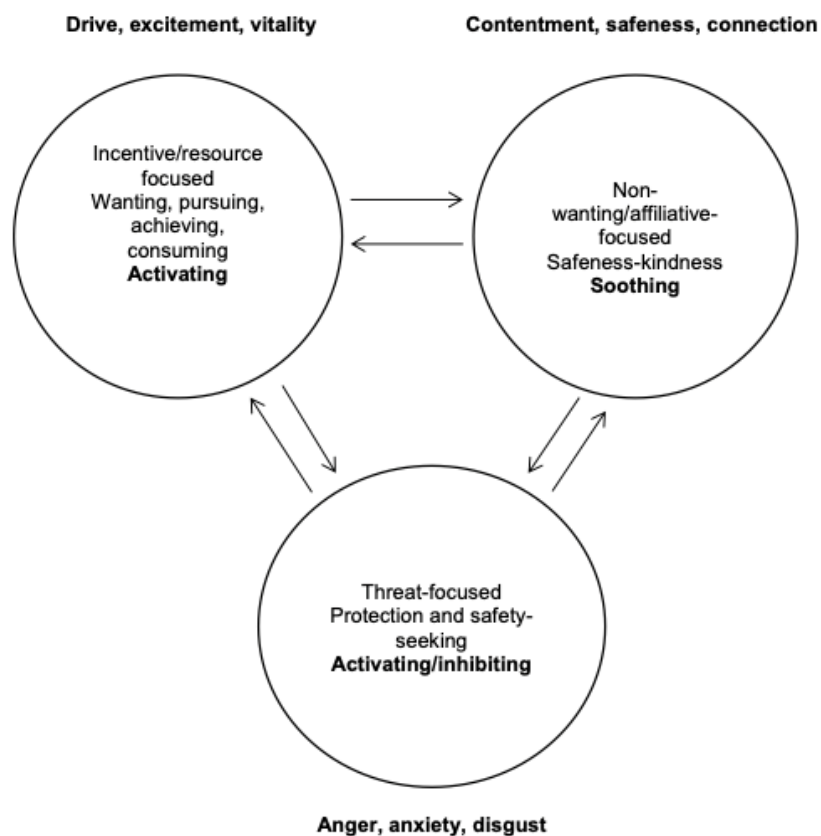 Drive, excitement, vitality
Contentment, safeness, connection
Incentive/resource
focused
Wanting, pursuing,
achieving,
consuming
Activating
Non-
wanting/affiliative-
focused
Safeness-kindness
Soothing
Threat-focused
Protection and safety-
seeking
Activating/inhibiting
Anger, anxiety, disgust